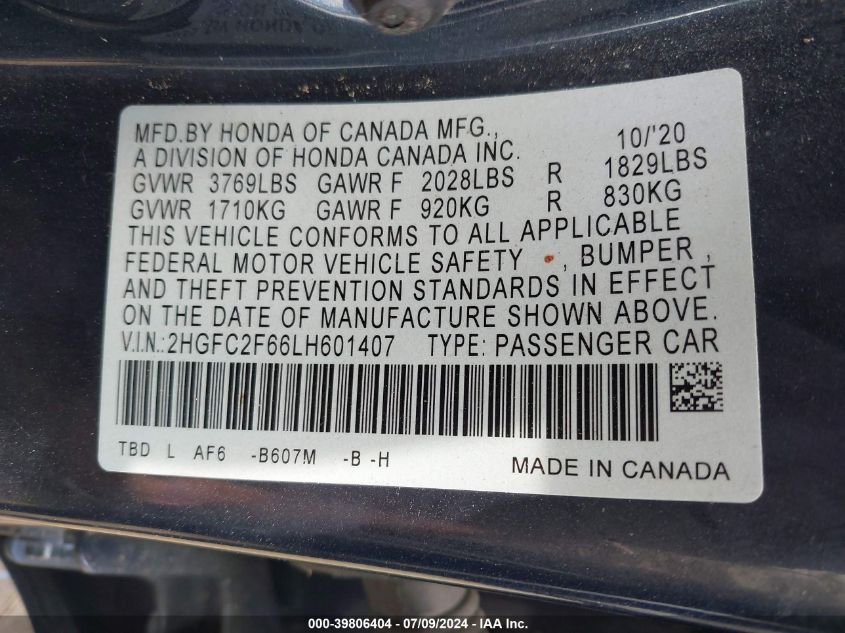 MFD.BY HONDA OF CANADA MFG., 10/'20
A DIVISION OF HONDA CANADA INC.
GVWR 3769LBS GAWR F 2028LBS R 1829LBS
GVWR 1710KG GAWR F 920KG R 830KG
THIS VEHICLE CONFORMS TO ALL APPLICABLE
FEDERAL MOTOR VEHICLE SAFETY , BUMPER ,
AND THEFT PREVENTION STANDARDS IN EFFECT
ON THE DATE OF MANUFACTURE SHOWN ABOVE.
V.I.N.: 2HGFC2F66LH601407 TYPE: PASSENGER CAR
TBD L AF6 -B607M -B -H
MADE IN CANADA
000-39806404 / 07/09/2024 - IAA Inc.